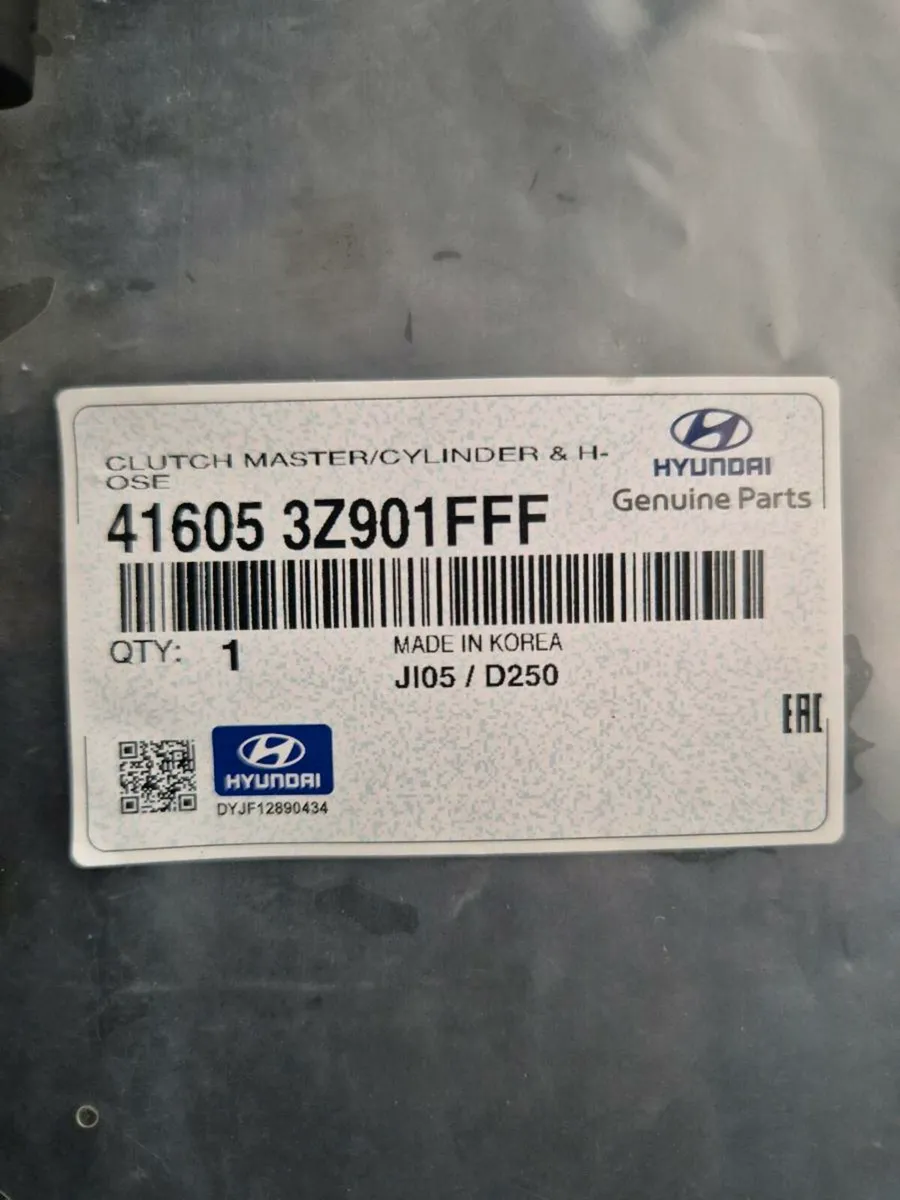 CLUTCH MASTER/CYLINDER & H-
OSE
HYUNDAI
Genuine Parts
41605 3Z901FFF
QTY: 1
MADE IN KOREA
JI05 / D250
EAC
HYUNDAI
DYJF12890434